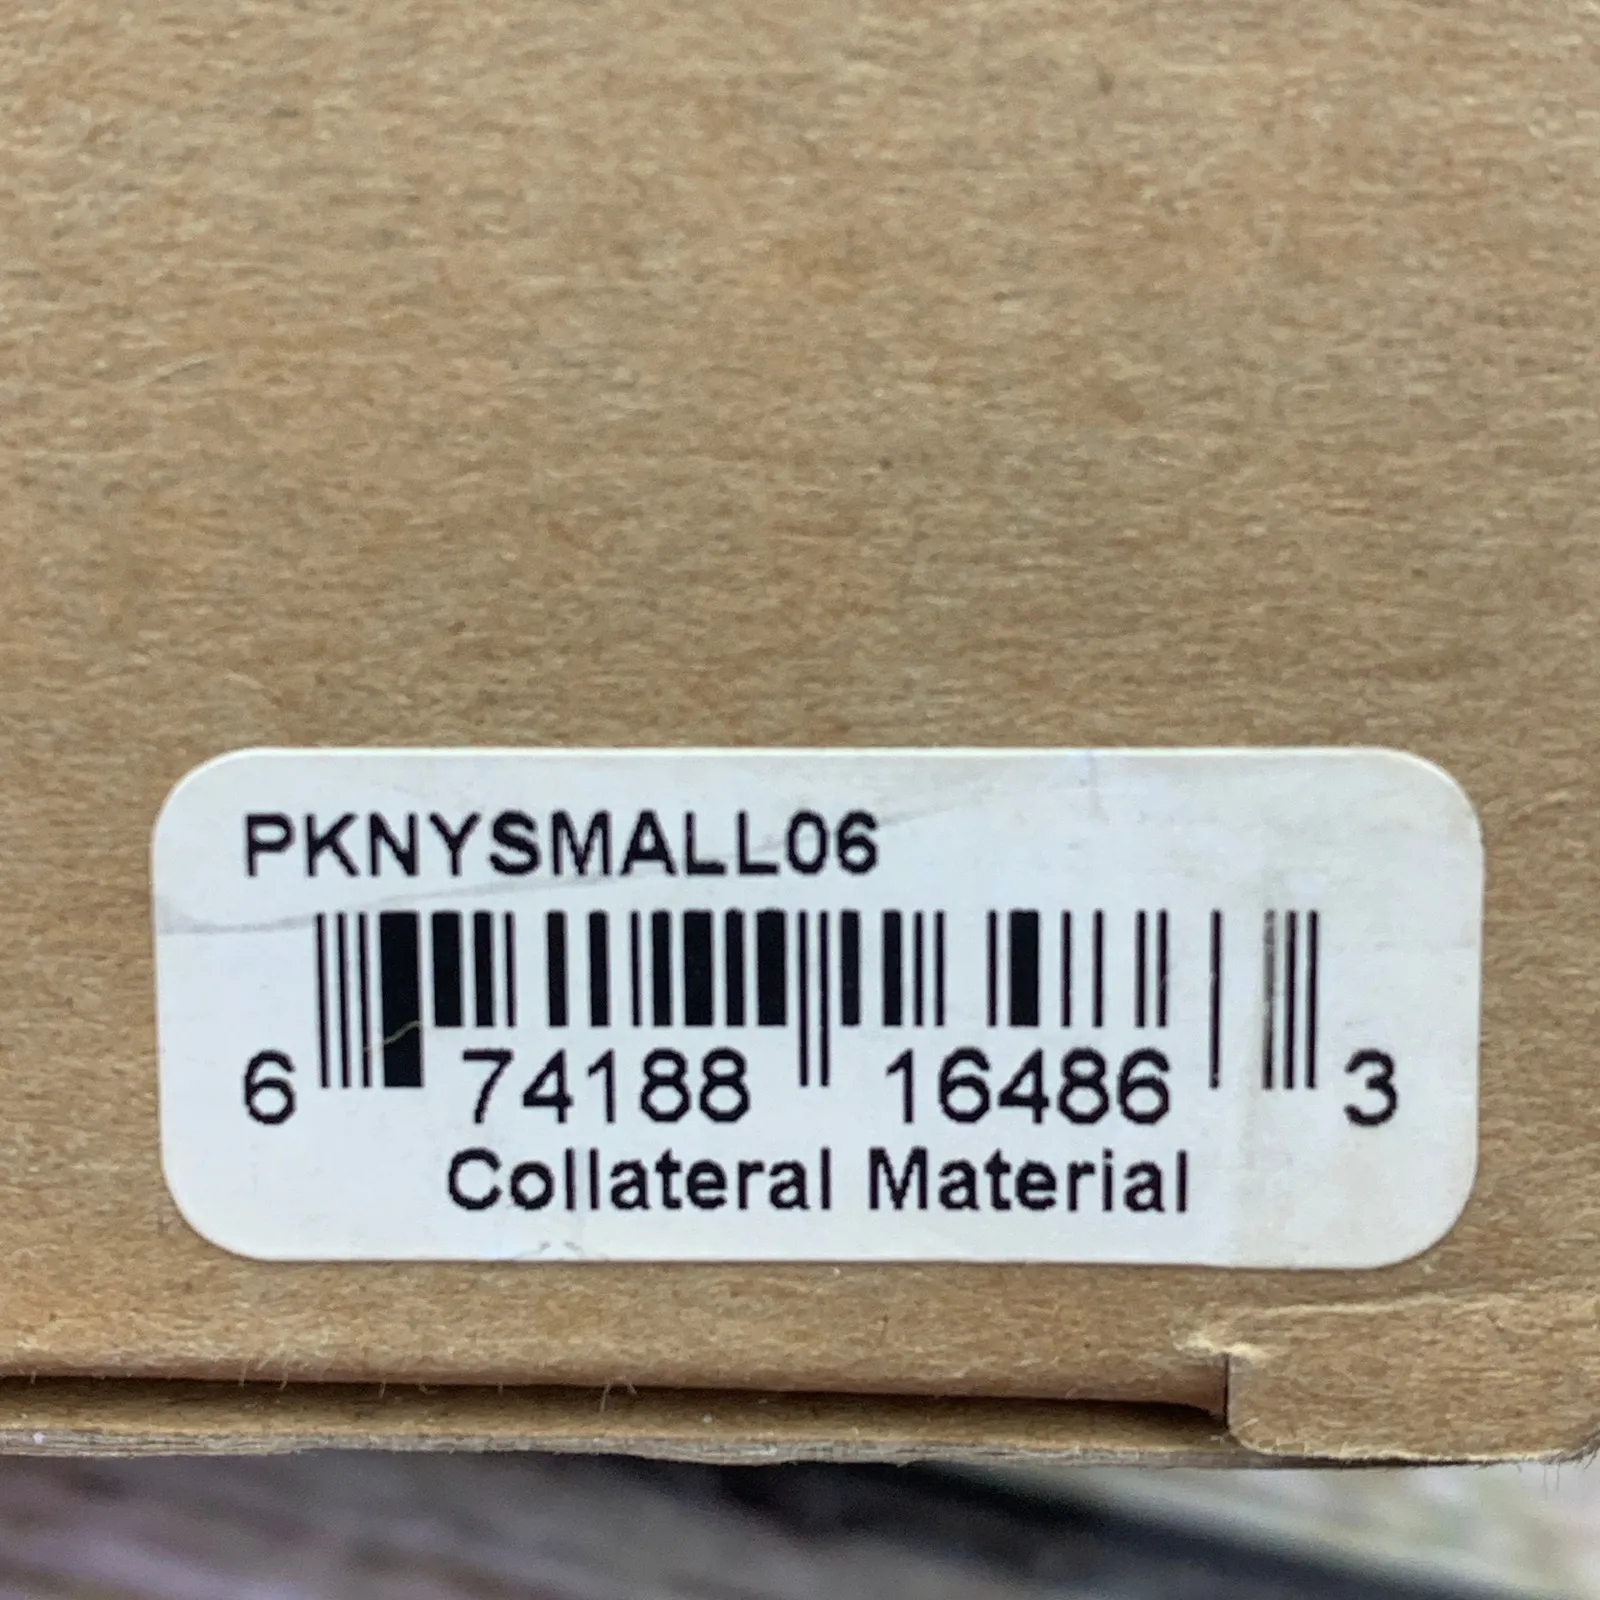 PKNYSMALL06
6 74188 16486 3
Collateral Material